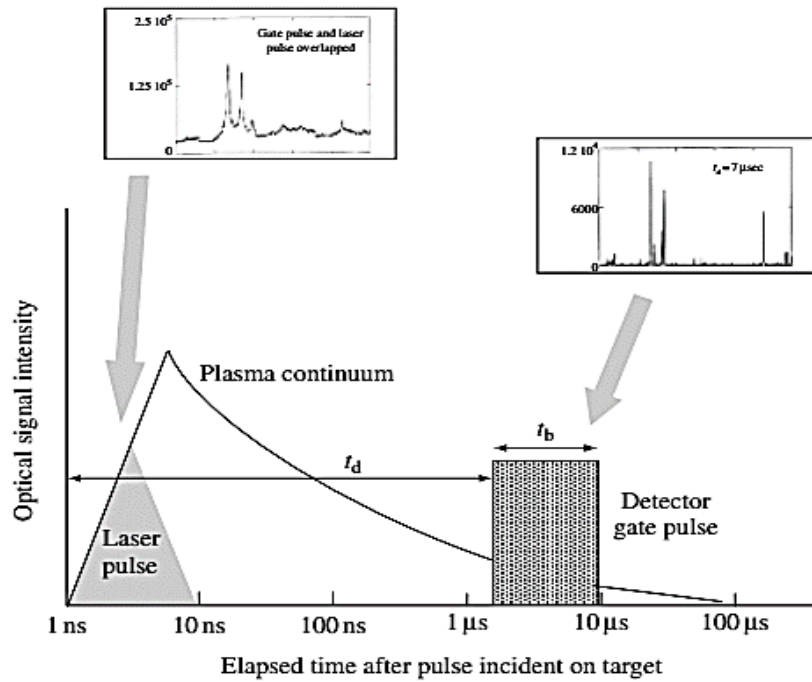 2.5 10⁵
Gate pulse and laser
pulse overlapped
1.25 10⁵
0
1.2 10⁴
t_d = 7 μsec
6000
0
Optical signal intensity
Plasma continuum
t_b
t_d
Detector
gate pulse
Laser
pulse
1 ns
10 ns
100 ns
1 μs
10 μs
100 μs
Elapsed time after pulse incident on target